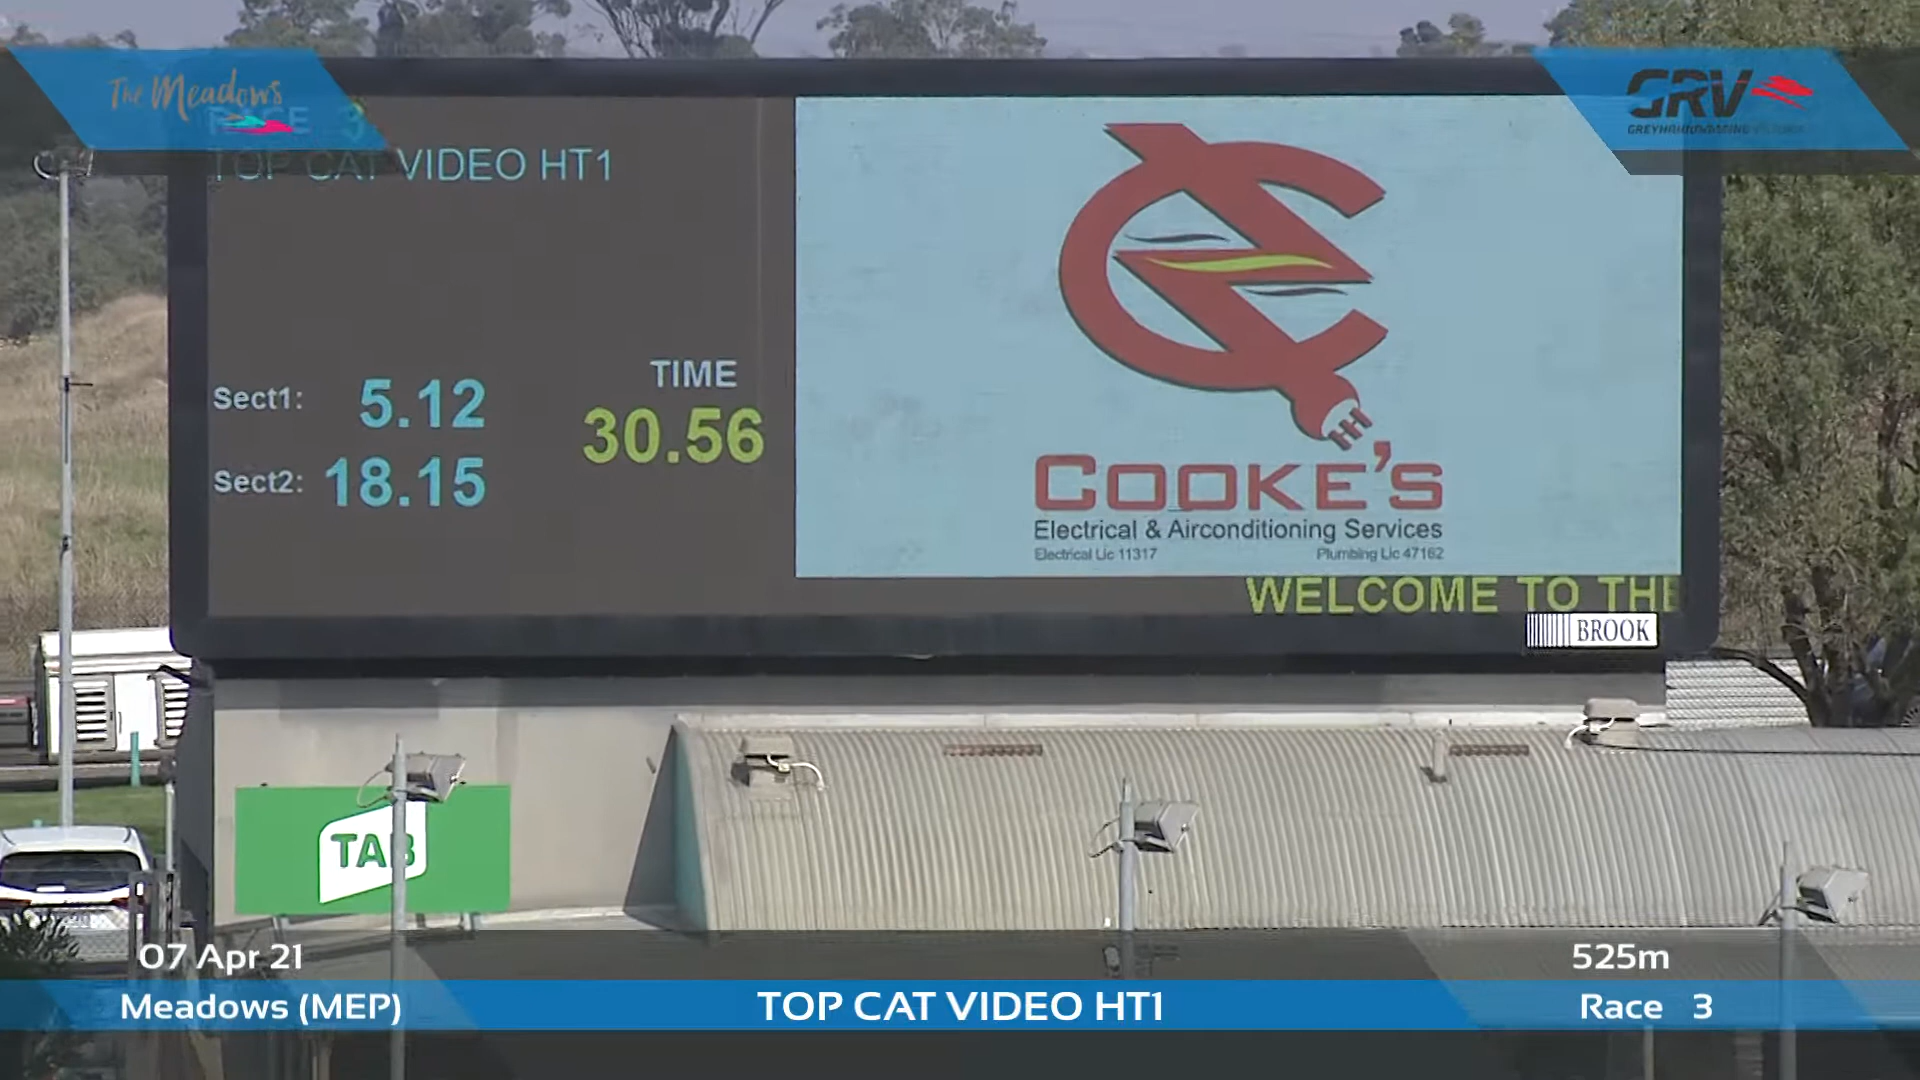 The Meadows
RACE 3
TOP CAT VIDEO HT1
Sect1: 5.12
Sect2: 18.15
TIME
30.56
COOKE'S
Electrical & Airconditioning Services
Electrical Lic 11317
Plumbing Lic 47162
WELCOME TO THE
BROOK
GRV
TAB
07 Apr 21
Meadows (MEP)
TOP CAT VIDEO HT1
525m
Race 3